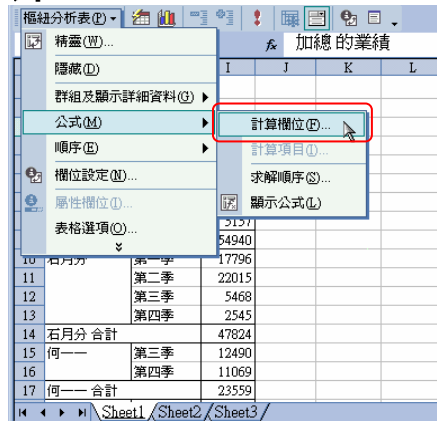 樞紐分析表(P)
精靈(W)...
fx 加總 的業績
隱藏(D)
I J K L
群組及顯示詳細資料(G)
公式(M)
計算欄位(F)...
順序(E)
計算項目(I)...
欄位設定(N)...
求解順序(S)...
屬性欄位(I)...
顯示公式(L)
表格選項(O)...
5157
54940
10 石月分 第一季 17796
11 第二季 22015
12 第三季 5468
13 第四季 2545
14 石月分 合計 47824
15 何一一 第三季 12490
16 第四季 11069
17 何一一 合計 23559
Sheet1 Sheet2 Sheet3